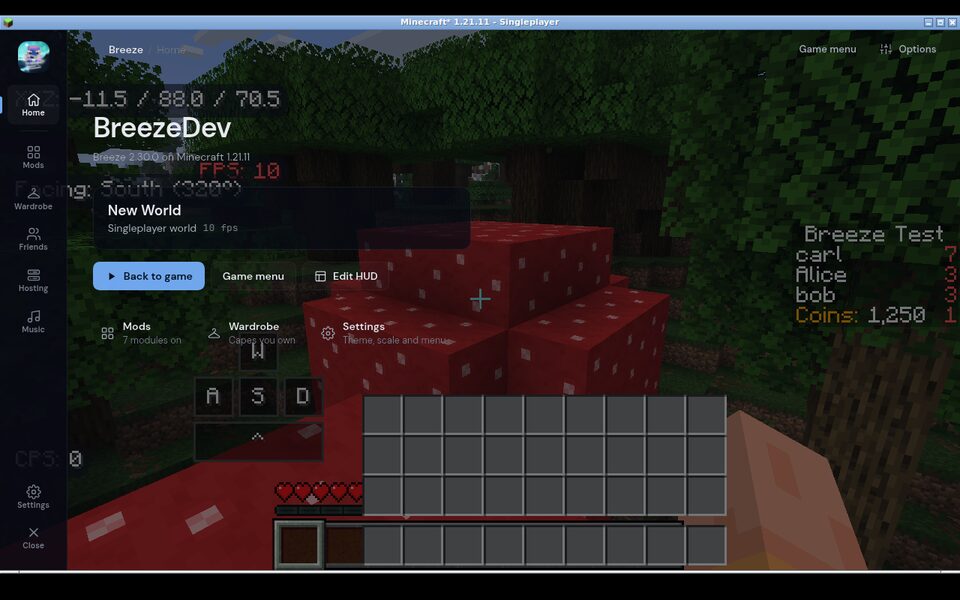 Minecraft* 1.21.11 - Singleplayer
Breeze / Home
Game menu
Options
XYZ: -11.5 / 88.0 / 70.5
Home
BreezeDev
Breeze 2.30.0 on Minecraft 1.21.11
FPS: 10
Mods
Facing: South (320°)
Wardrobe
New World
Singleplayer world 10 fps
Friends
Breeze Test
carl 7
Alice 3
bob 3
Coins: 1,250 1
Back to game
Game menu
Edit HUD
Hosting
Music
Mods
7 modules on
Wardrobe
Capes you own
Settings
Theme, scale and menu
W
A S D
^
CPS: 0
Settings
Close